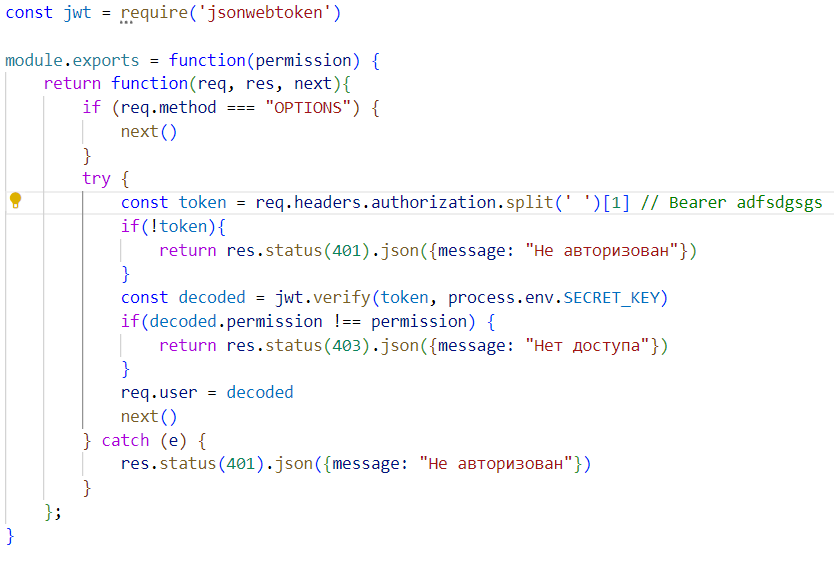 const jwt = require('jsonwebtoken')

module.exports = function(permission) {
    return function(req, res, next){
        if (req.method === "OPTIONS") {
            next()
        }
        try {
            const token = req.headers.authorization.split(' ')[1] // Bearer adfsdgsgs
            if(!token){
                return res.status(401).json({message: "Не авторизован"})
            }
            const decoded = jwt.verify(token, process.env.SECRET_KEY)
            if(decoded.permission !== permission) {
                return res.status(403).json({message: "Нет доступа"})
            }
            req.user = decoded
            next()
        } catch (e) {
            res.status(401).json({message: "Не авторизован"})
        }
    };
}